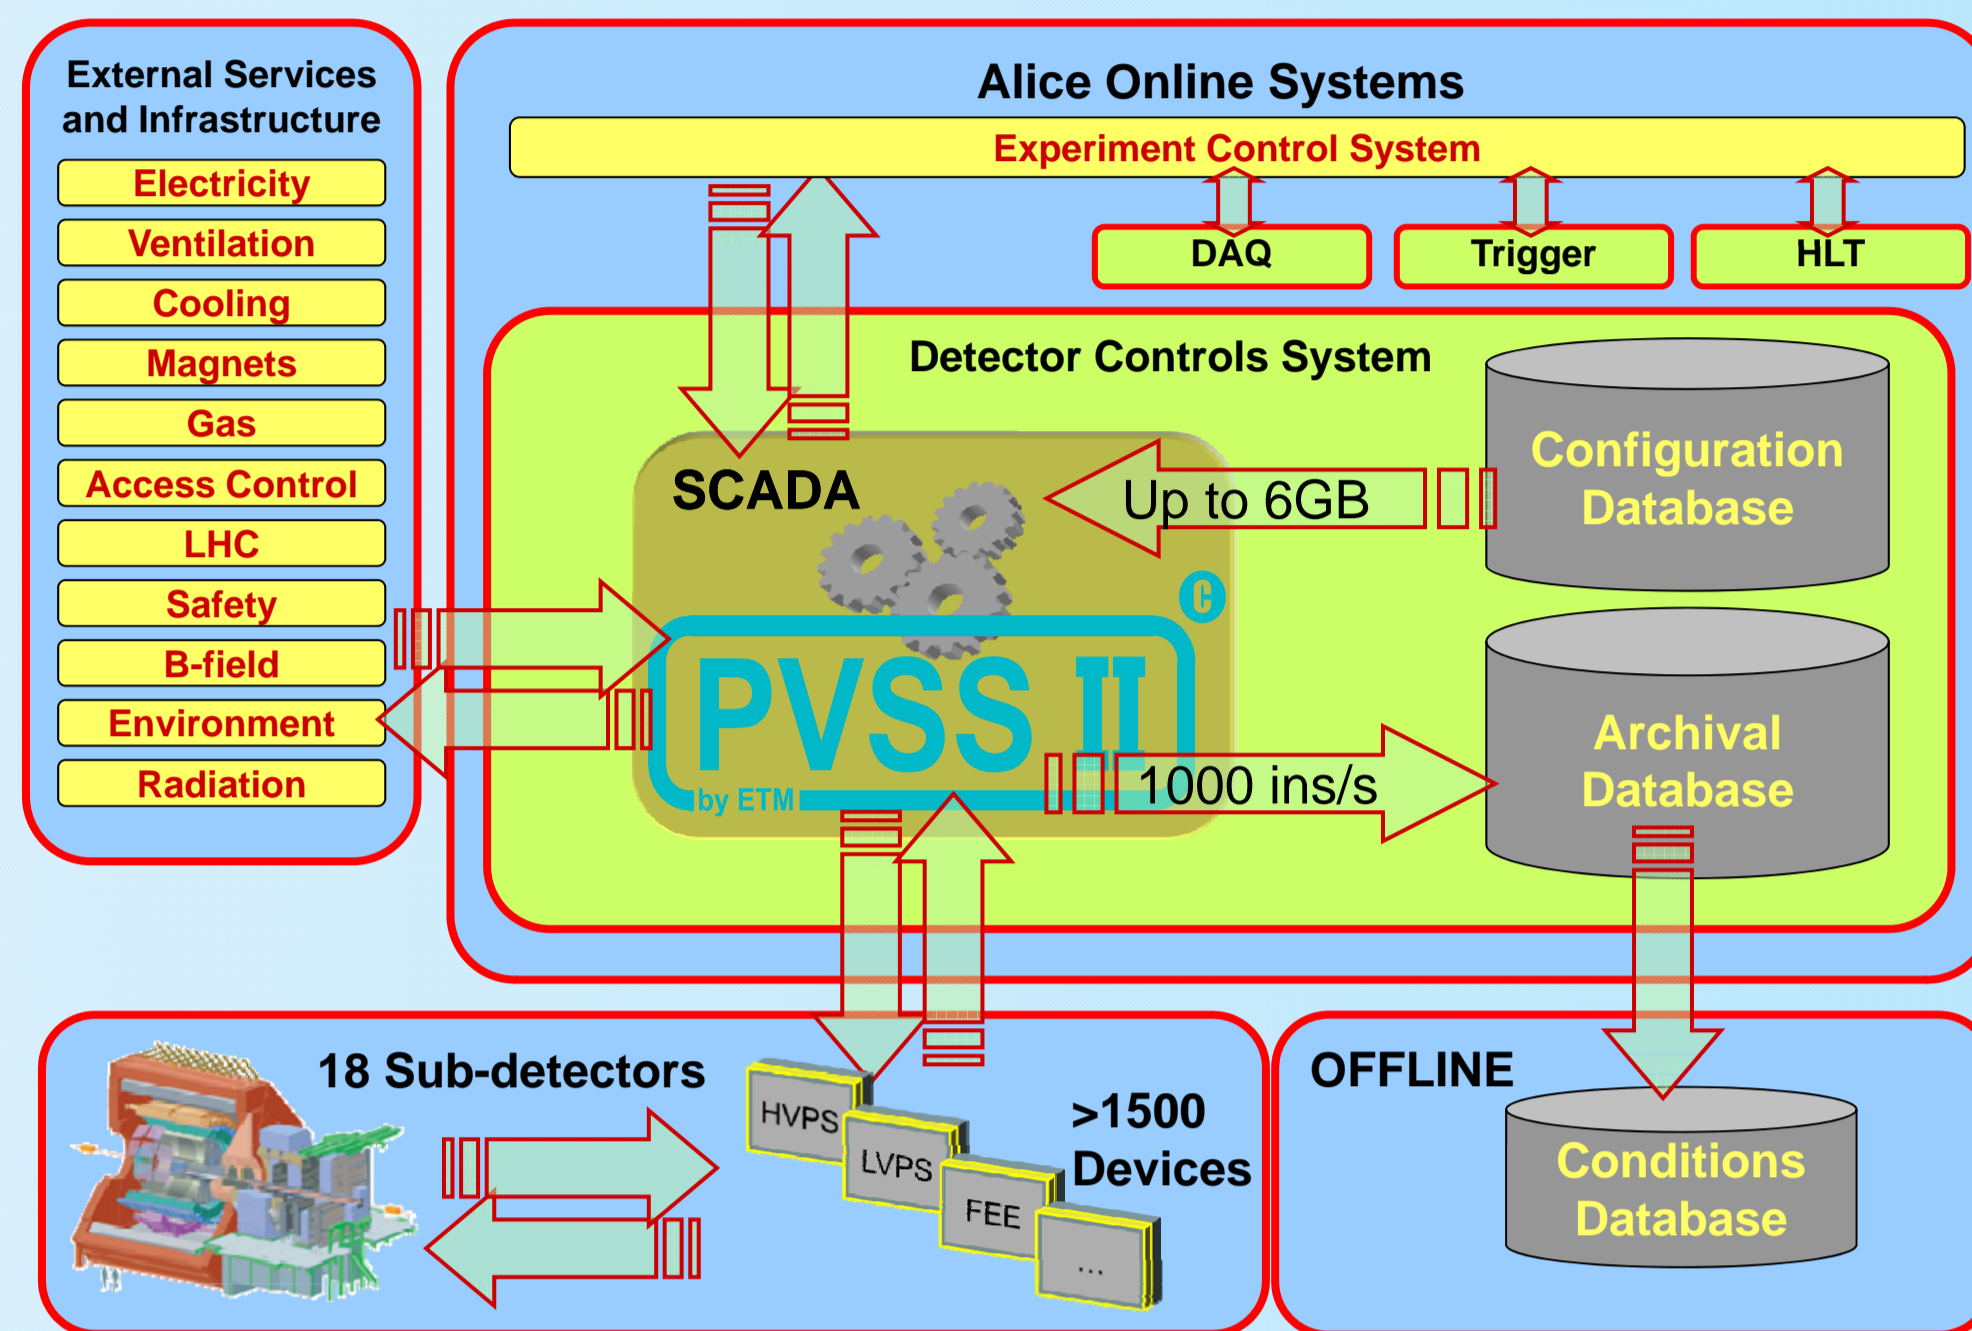 External Services
and Infrastructure
Electricity
Ventilation
Cooling
Magnets
Gas
Access Control
LHC
Safety
B-field
Environment
Radiation
Alice Online Systems
Experiment Control System
DAQ
Trigger
HLT
Detector Controls System
SCADA
PVSS II
C
by ETM
Up to 6GB
1000 ins/s
Configuration
Database
Archival
Database
18 Sub-detectors
HVPS
LVPS
FEE
...
>1500
Devices
OFFLINE
Conditions
Database